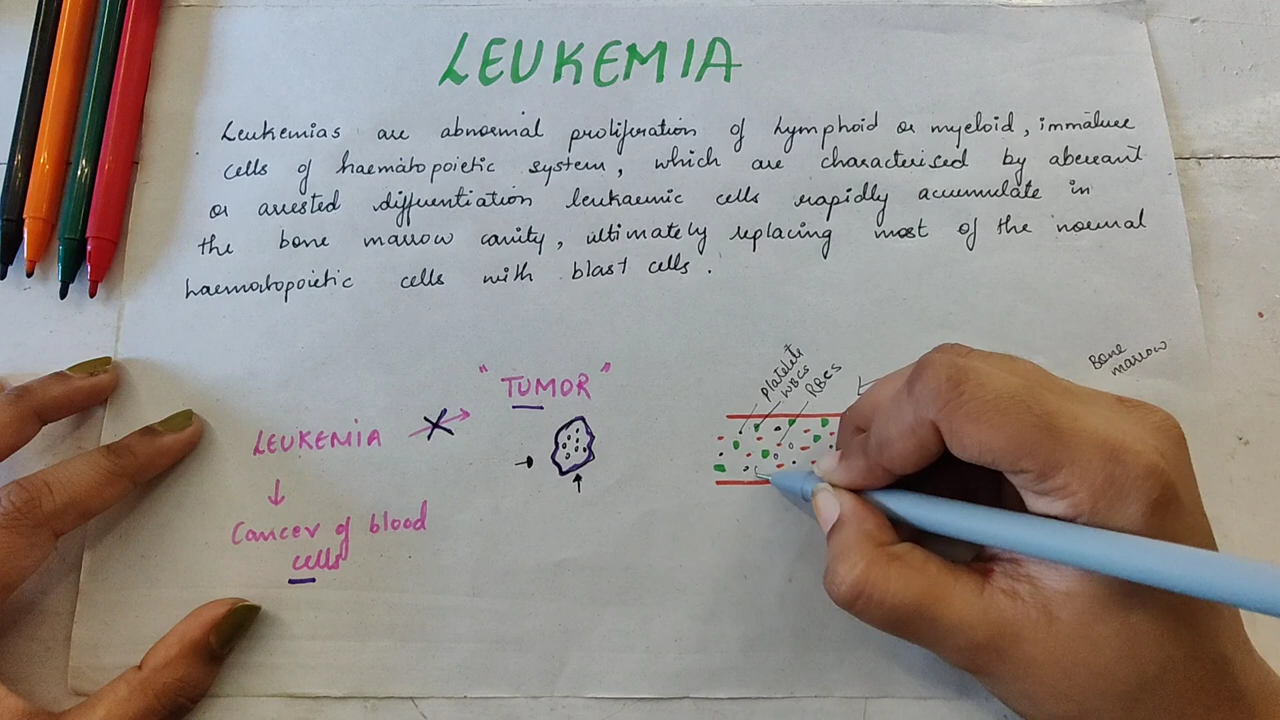 LEUKEMIA
Leukemias are abnormal proliferation of lymphoid or myeloid, immature
cells of haematopoietic system, which are characterised by aberrant
or arrested differentiation leukaemic cells rapidly accumulate in
the bone marrow cavity, ultimately replacing most of the normal
haematopoietic cells with blast cells.
"TUMOR"
LEUKEMIA
Cancer of blood
cells
Platelete
WBCs
RBCs
Bone
marrow